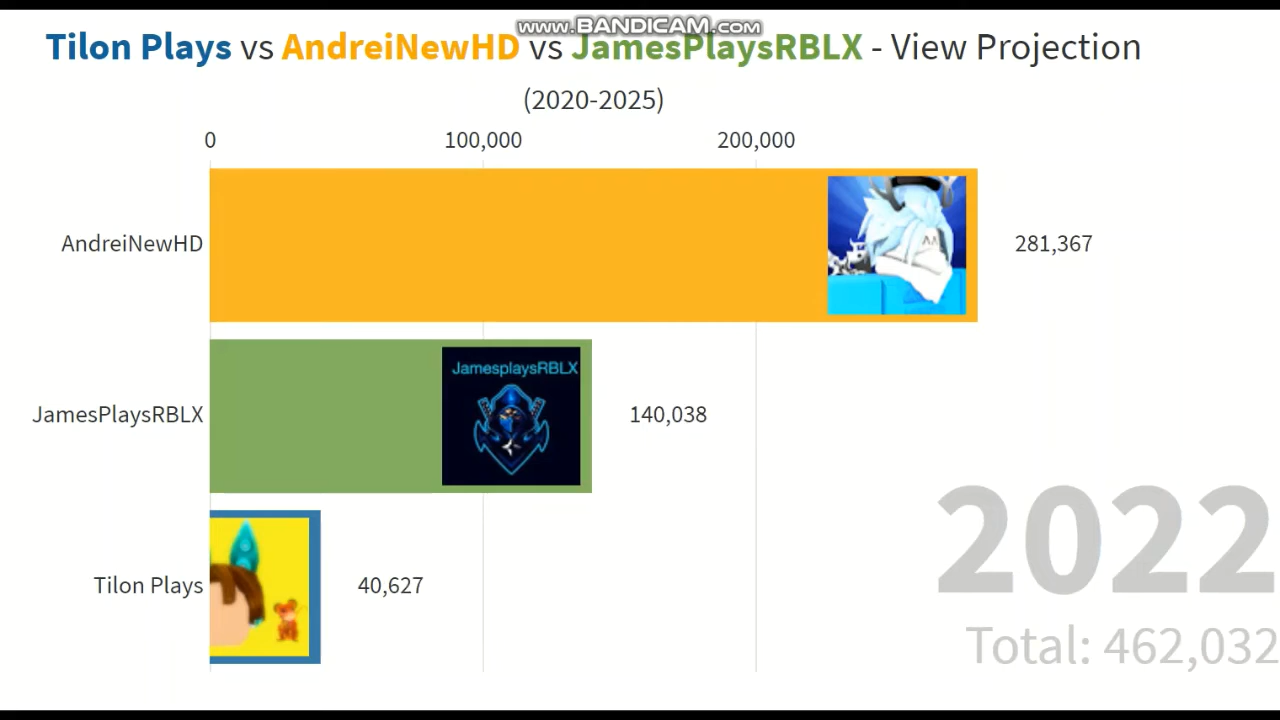 www.BANDICAM.com
Tilon Plays vs AndreiNewHD vs JamesPlaysRBLX - View Projection
(2020-2025)
0 100,000 200,000
AndreiNewHD 281,367
JamesplaysRBLX
JamesPlaysRBLX 140,038
Tilon Plays 40,627
2022
Total: 462,032